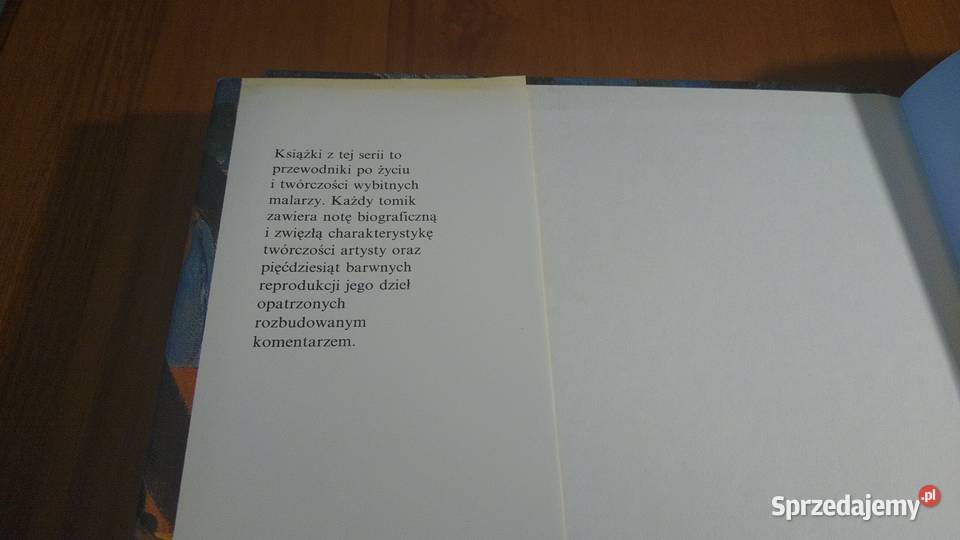 Książki z tej serii to
przewodniki po życiu
i twórczości wybitnych
malarzy. Każdy tomik
zawiera notę biograficzną
i zwięzłą charakterystykę
twórczości artysty oraz
pięćdziesiąt barwnych
reprodukcji jego dzieł
opatrzonych
rozbudowanym
komentarzem.
Sprzedajemy.pl